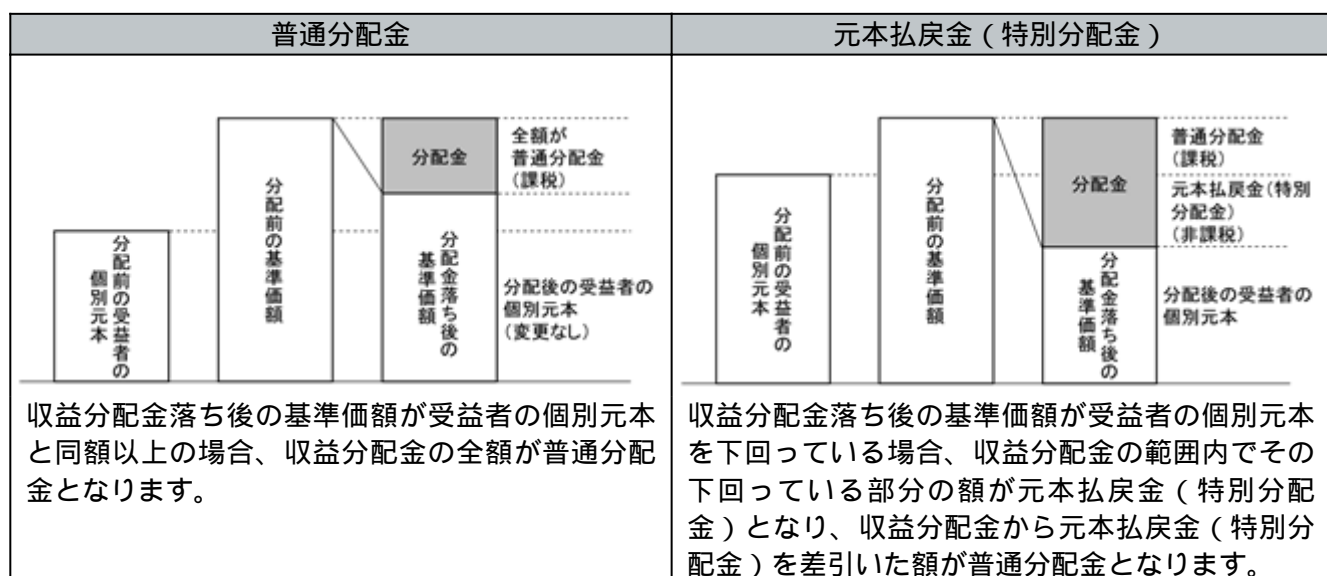 普通分配金
分配前の受益者の
個別元本
分配前の基準価額
分配金
分配金落ち後の
基準価額
全額が
普通分配金
(課税)
分配後の受益者の
個別元本
(変更なし)
収益分配金落ち後の基準価額が受益者の個別元本
と同額以上の場合、収益分配金の全額が普通分配
金となります。
元本払戻金(特別分配金)
分配前の受益者の
個別元本
分配前の基準価額
分配金
分配金落ち後の
基準価額
普通分配金
(課税)
元本払戻金(特別
分配金)
(非課税)
分配後の受益者の
個別元本
収益分配金落ち後の基準価額が受益者の個別元本
を下回っている場合、収益分配金の範囲内でその
下回っている部分の額が元本払戻金(特別分配
金)となり、収益分配金から元本払戻金(特別分
配金)を差引いた額が普通分配金となります。